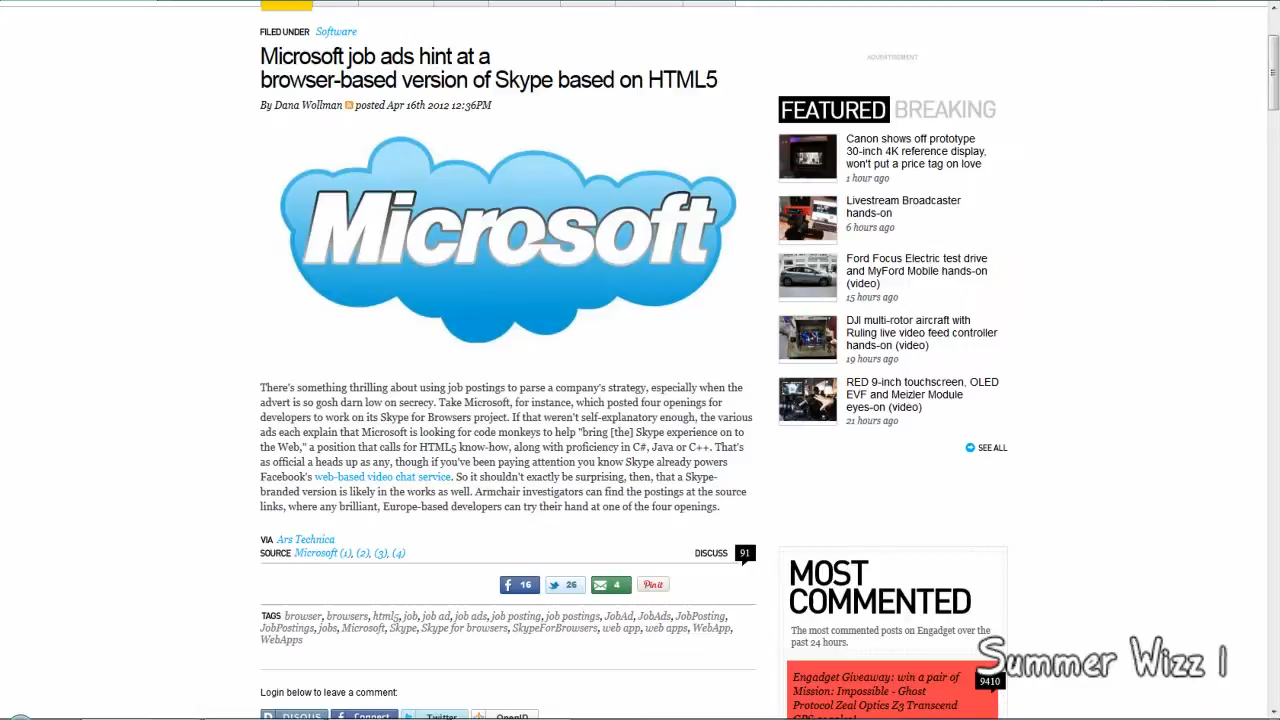 FILED UNDER Software
Microsoft job ads hint at a
browser-based version of Skype based on HTML5
By Dana Wollman posted Apr 16th 2012 12:36PM
Microsoft
There's something thrilling about using job postings to parse a company's strategy, especially when the
advert is so gosh darn low on secrecy. Take Microsoft, for instance, which posted four openings for
developers to work on its Skype for Browsers project. If that weren't self-explanatory enough, the various
ads each explain that Microsoft is looking for code monkeys to help "bring [the] Skype experience on to
the Web," a position that calls for HTML5 know-how, along with proficiency in C#, Java or C++. That's
as official a heads up as any, though if you've been paying attention you know Skype already powers
Facebook's web-based video chat service. So it shouldn't exactly be surprising, then, that a Skype-
branded version is likely in the works as well. Armchair investigators can find the postings at the source
links, where any brilliant, Europe-based developers can try their hand at one of the four openings.
VIA Ars Technica
SOURCE Microsoft (1), (2), (3), (4)
DISCUSS 91
16 26 4 Pin it
TAGS browser, browsers, html5, job, job ad, job ads, job posting, job postings, JobAd, JobAds, JobPosting,
JobPostings, jobs, Microsoft, Skype, Skype for browsers, SkypeForBrowsers, web app, web apps, WebApp,
WebApps
Login below to leave a comment:
DISQUS Connect Twitter OpenID
ADVERTISEMENT
FEATURED BREAKING
Canon shows off prototype
30-inch 4K reference display,
won't put a price tag on love
1 hour ago
Livestream Broadcaster
hands-on
6 hours ago
Ford Focus Electric test drive
and MyFord Mobile hands-on
(video)
15 hours ago
DJI multi-rotor aircraft with
Ruling live video feed controller
hands-on (video)
19 hours ago
RED 9-inch touchscreen, OLED
EVF and Meizler Module
eyes-on (video)
21 hours ago
SEE ALL
MOST
COMMENTED
The most commented posts on Engadget over the
past 24 hours.
Engadget Giveaway: win a pair of
Mission: Impossible - Ghost
Protocol Zeal Optics Z3 Transcend
9410
Summer Wizz 1